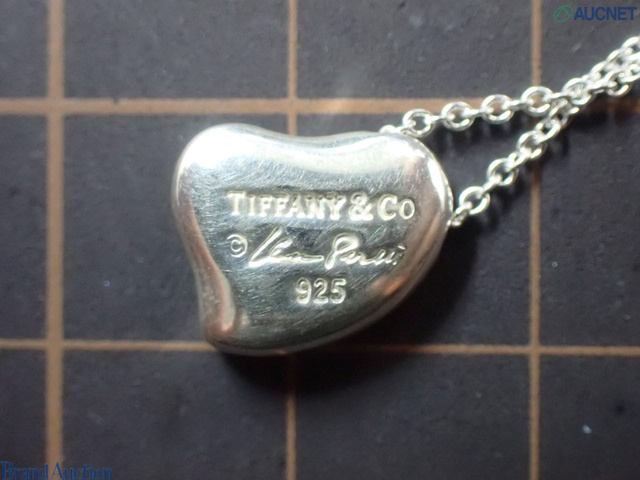 AUCNET
TIFFANY & CO
© Elsa Peretti
925
Brand Auction